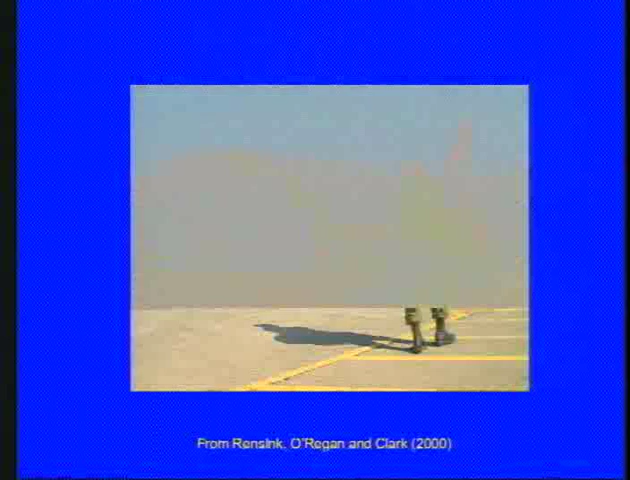 From Rensink, O'Regan and Clark (2000)